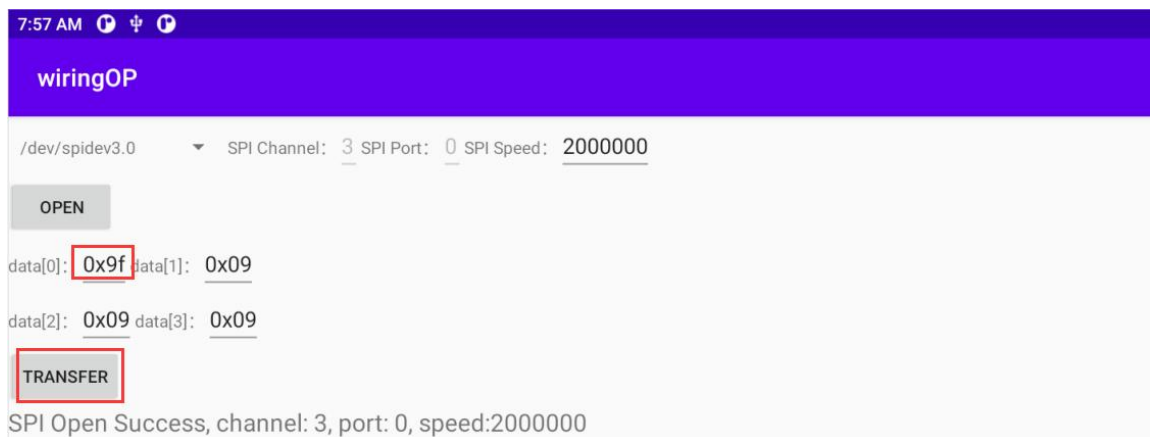 7:57 AM
wiringOP
/dev/spidev3.0 SPI Channel: 3 SPI Port: 0 SPI Speed: 2000000
OPEN
data[0]: 0x9f data[1]: 0x09
data[2]: 0x09 data[3]: 0x09
TRANSFER
SPI Open Success, channel: 3, port: 0, speed:2000000